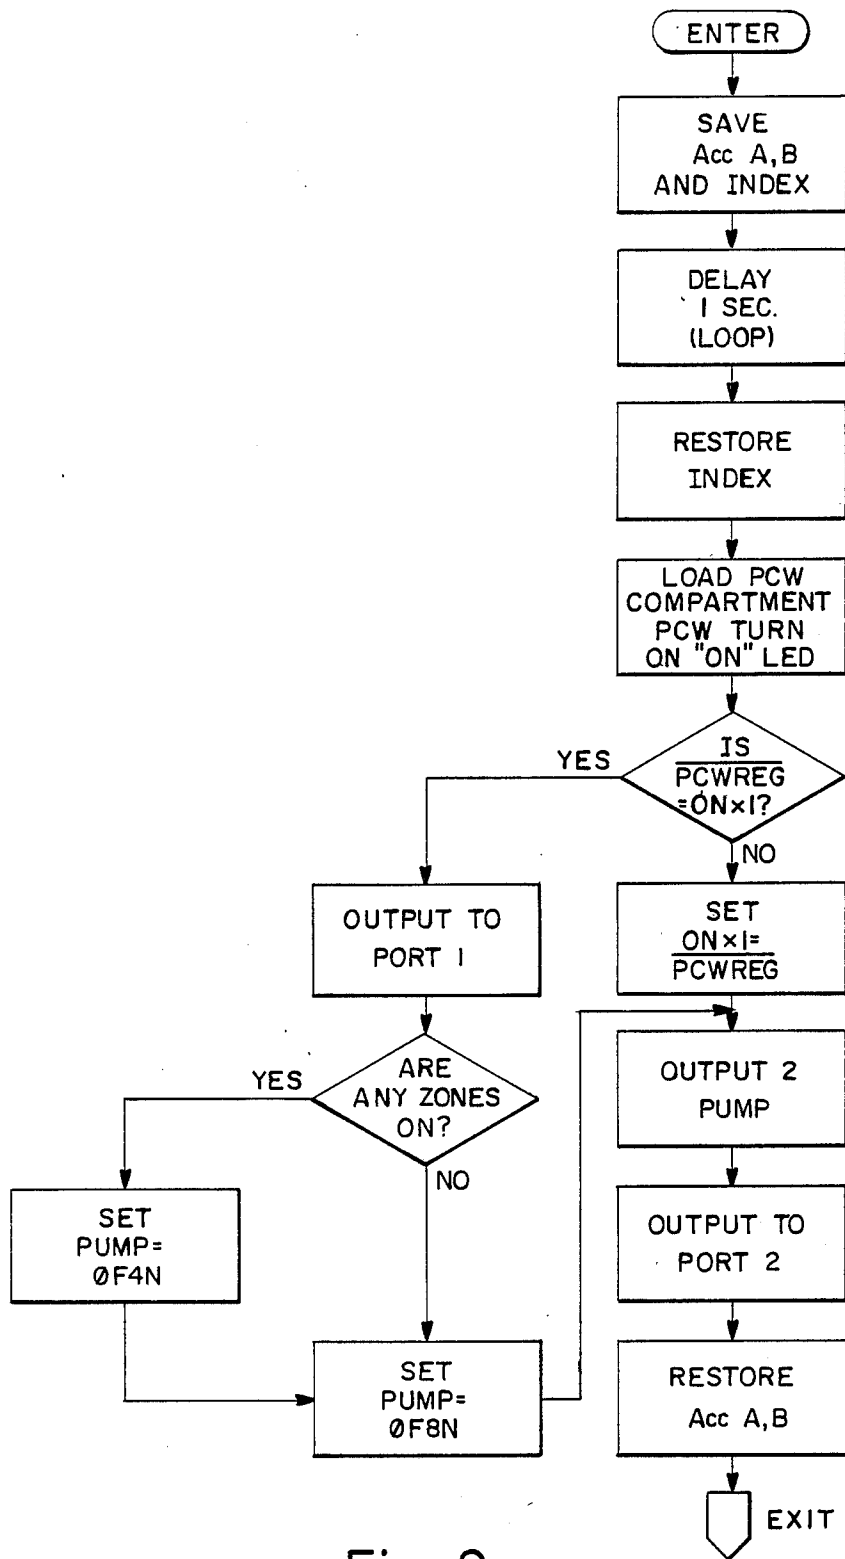 ENTER
SAVE
Acc A,B
AND INDEX
DELAY
1 SEC.
(LOOP)
RESTORE
INDEX
LOAD PCW
COMPARTMENT
PCW TURN
ON "ON" LED
IS
PCWREG
=ON×1?
YES
NO
OUTPUT TO
PORT 1
SET
ON×1=
PCWREG
ARE
ANY ZONES
ON?
YES
NO
OUTPUT 2
PUMP
SET
PUMP=
0F4N
OUTPUT TO
PORT 2
SET
PUMP=
0F8N
RESTORE
Acc A,B
EXIT